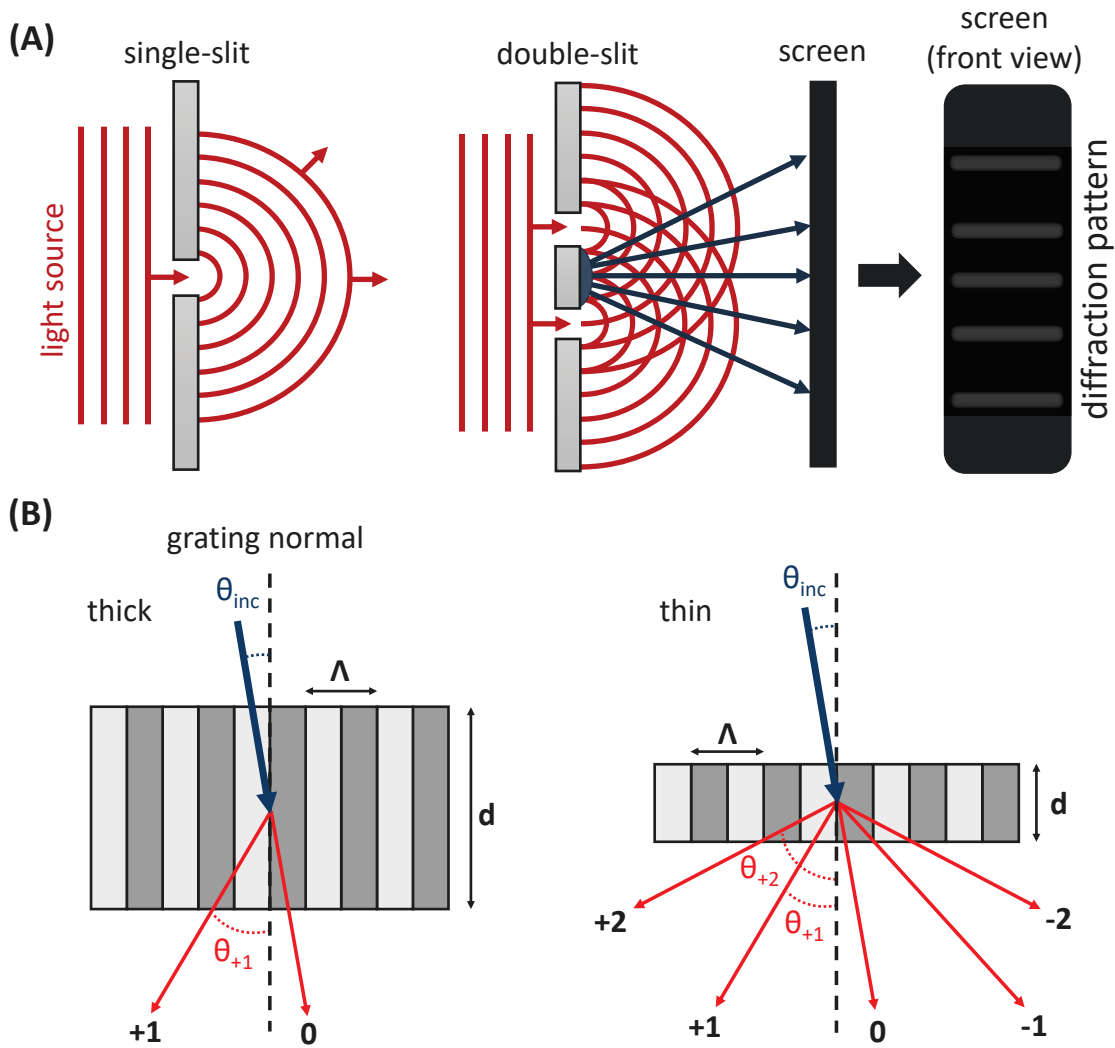 (A)
single-slit
double-slit
screen
screen
(front view)
light source
diffraction pattern
(B)
grating normal
thick
θinc
Λ
d
θ+1
+1
0
thin
θinc
Λ
d
θ+2
θ+1
+2
-2
+1
0
-1